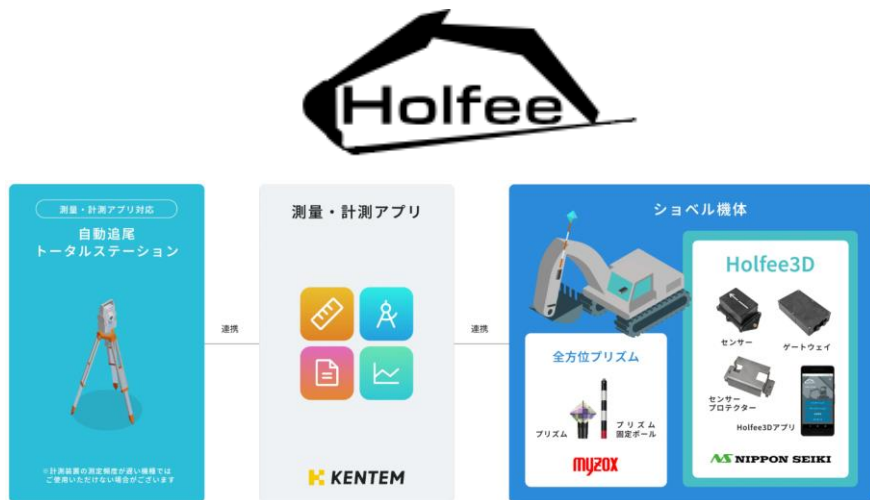 Holfee
測量・計測アプリ対応
自動追尾
トータルステーション
※計測装置の測定頻度が遅い機種では
ご使用いただけない場合がございます
連携
測量・計測アプリ
KENTEM
連携
ショベル機体
全方位プリズム
プリズム
プリズム
固定ポール
myzox
Holfee3D
センサー
ゲートウェイ
センサー
プロテクター
Holfee3Dアプリ
NS NIPPON SEIKI